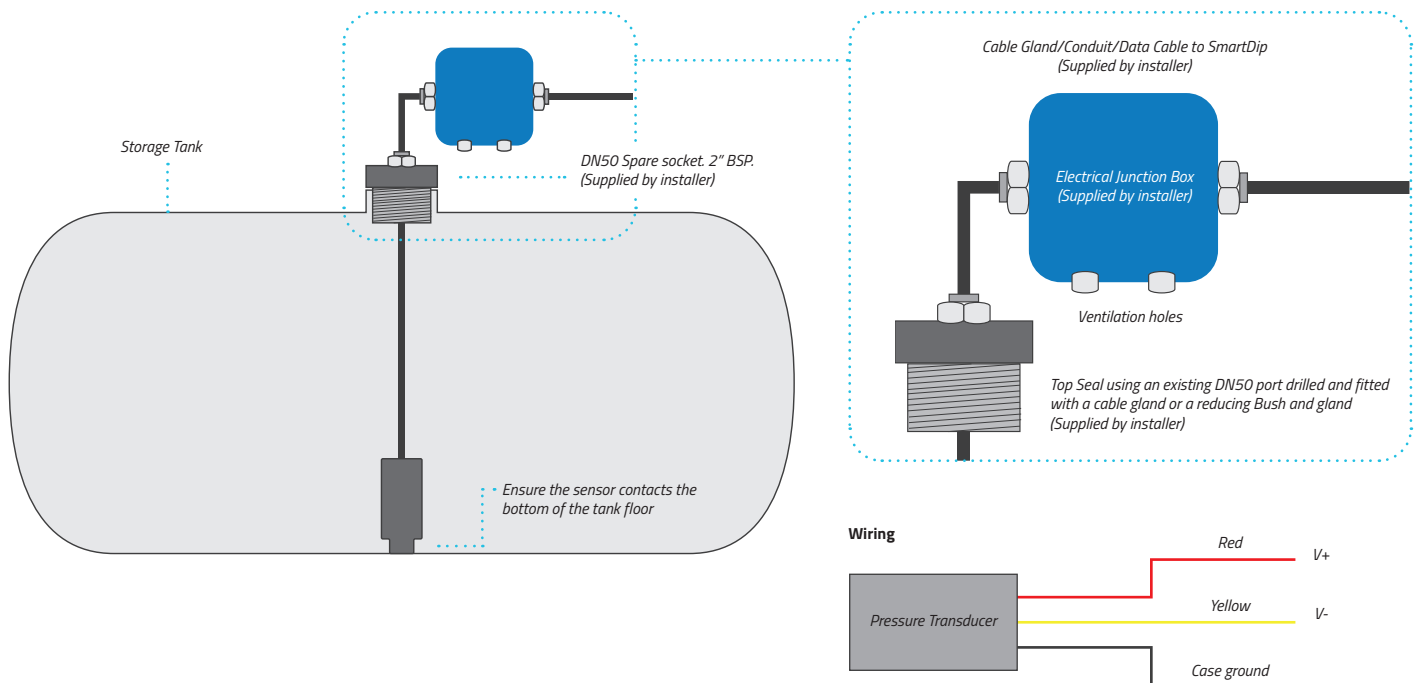 Storage Tank
DN50 Spare socket. 2” BSP.
(Supplied by installer)
Ensure the sensor contacts the
bottom of the tank floor
Cable Gland/Conduit/Data Cable to SmartDip
(Supplied by installer)
Electrical Junction Box
(Supplied by installer)
Ventilation holes
Top Seal using an existing DN50 port drilled and fitted
with a cable gland or a reducing Bush and gland
(Supplied by installer)
Wiring
Red
V+
Pressure Transducer
Yellow
V-
Case ground